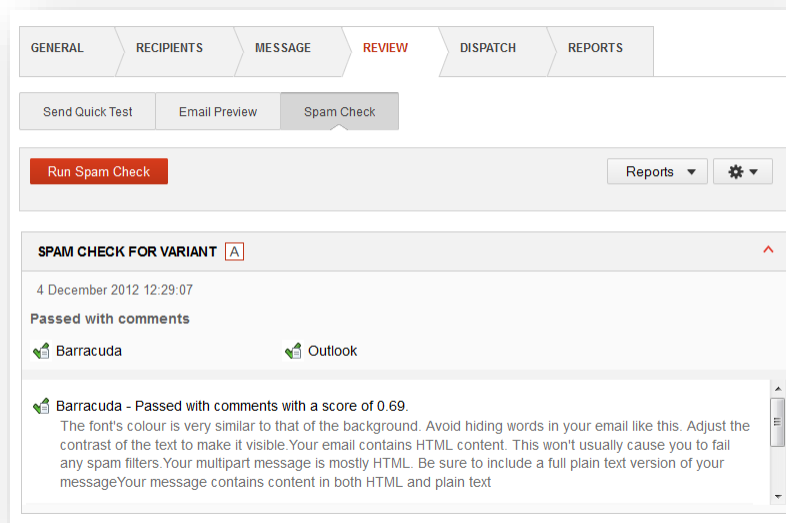 GENERAL RECIPIENTS MESSAGE REVIEW DISPATCH REPORTS
Send Quick Test Email Preview Spam Check
Run Spam Check Reports
SPAM CHECK FOR VARIANT A
4 December 2012 12:29:07
Passed with comments
Barracuda Outlook
Barracuda - Passed with comments with a score of 0.69.
The font's colour is very similar to that of the background. Avoid hiding words in your email like this. Adjust the
contrast of the text to make it visible.Your email contains HTML content. This won't usually cause you to fail
any spam filters.Your multipart message is mostly HTML. Be sure to include a full plain text version of your
messageYour message contains content in both HTML and plain text